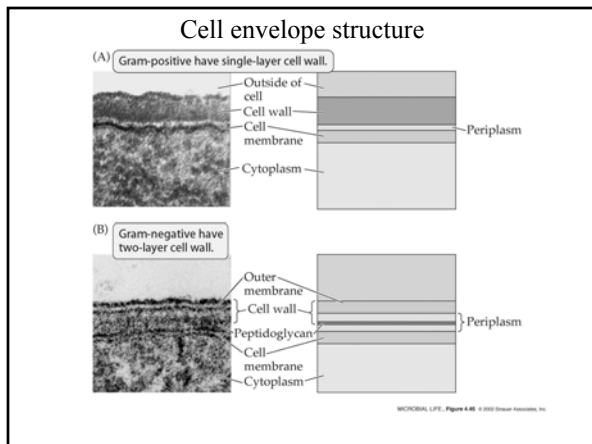 Cell envelope structure
(A)
Gram-positive have single-layer cell wall.
Outside of
cell
Cell wall
Cell
membrane
Periplasm
Cytoplasm
(B)
Gram-negative have
two-layer cell wall.
Outer
membrane
Cell wall
Peptidoglycan
Periplasm
Cell
membrane
Cytoplasm
MICROBIAL LIFE, Figure 4.45 © 2002 Sinauer Associates, Inc.